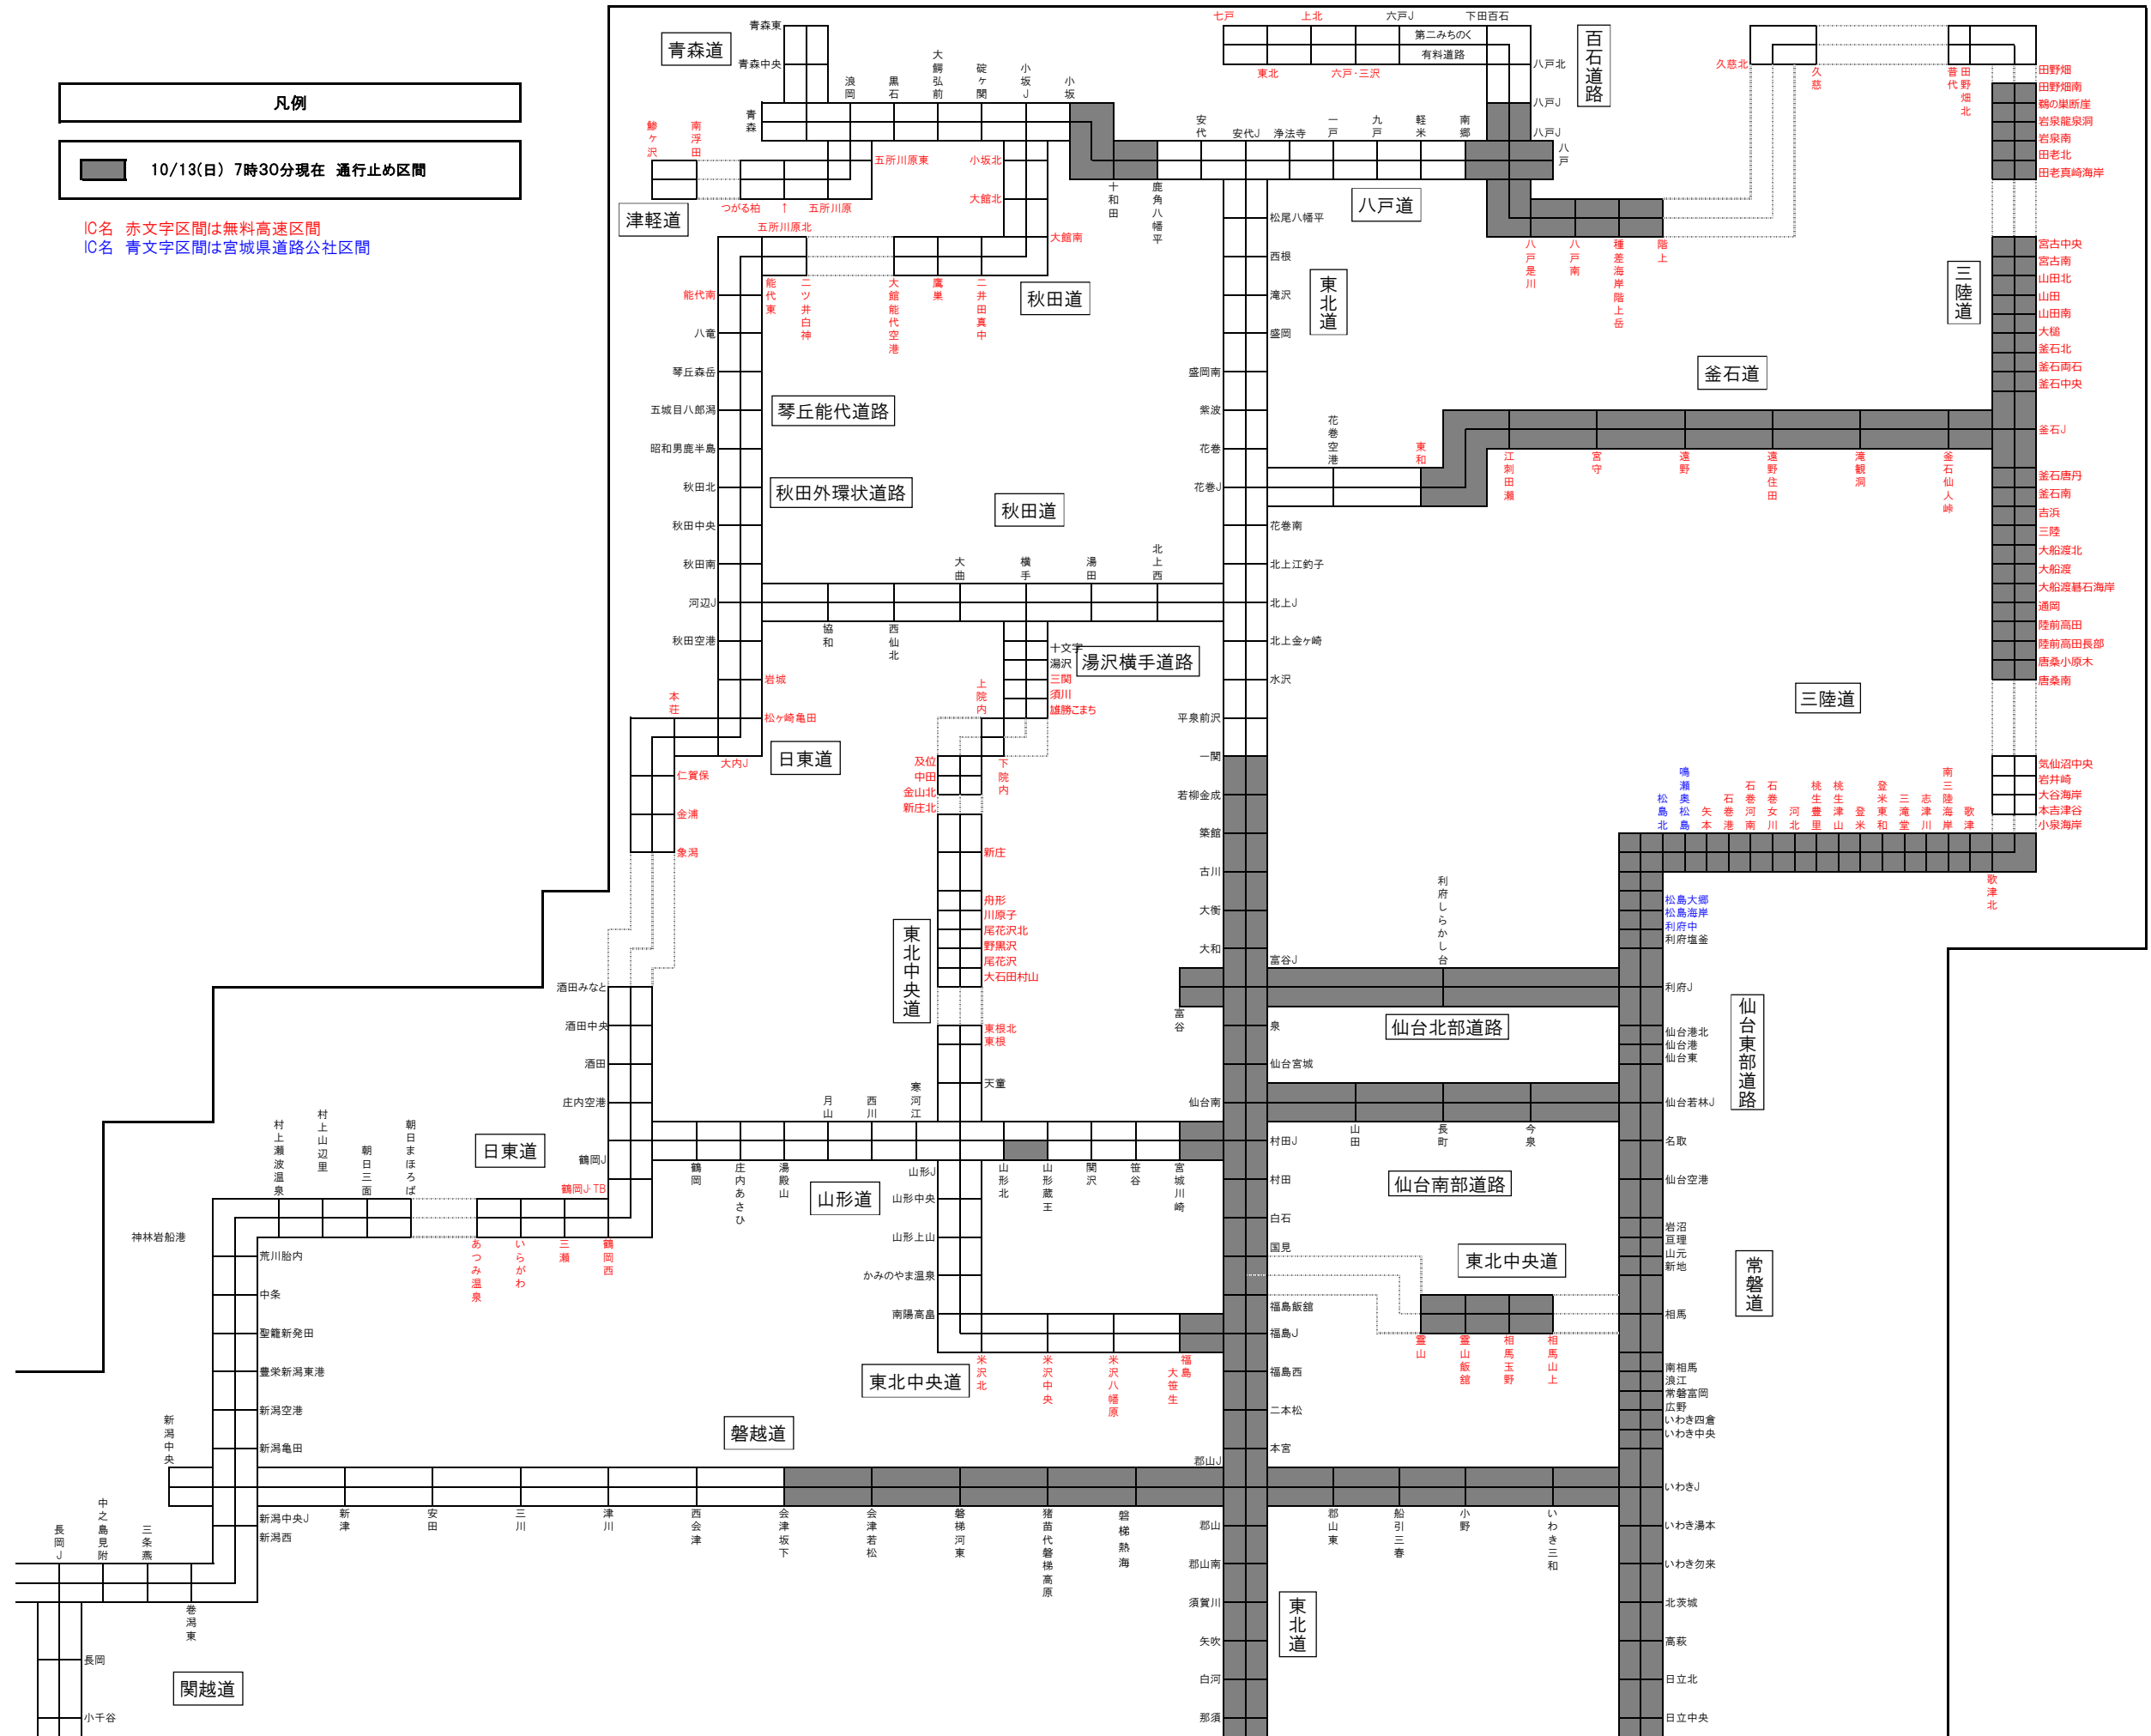 凡例
10/13(日) 7時30分現在 通行止め区間
IC名 赤文字区間は無料高速区間
IC名 青文字区間は宮城県道路公社区間
青森道
青森東
青森中央
青森
浪岡
黒石
大鰐弘前
碇ヶ関
小坂J
小坂
十和田
鹿角八幡平
安代
安代J
浄法寺
一戸
九戸
軽米
南郷
八戸
八戸道
七戸
上北
六戸J
下田百石
第二みちのく
有料道路
東北
六戸・三沢
八戸北
八戸J
八戸J
百石道路
八戸是川
八戸南
種差海岸階上岳
階上
久慈北
久慈
普代
田野畑北
田野畑
田野畑南
鵜の巣断崖
岩泉龍泉洞
岩泉南
田老北
田老真崎海岸
宮古中央
宮古南
山田北
山田
山田南
大槌
釜石北
釜石両石
釜石中央
釜石J
釜石唐丹
釜石南
吉浜
三陸
大船渡北
大船渡
大船渡碁石海岸
通岡
陸前高田
陸前高田長部
唐桑小原木
唐桑南
三陸道
三陸道
気仙沼中央
岩井崎
大谷海岸
本吉津谷
小泉海岸
歌津北
歌津
南三陸海岸
志津川
三滝堂
登米東和
登米
桃生津山
桃生豊里
河北
石巻女川
石巻河南
石巻港
矢本
鳴瀬奥松島
松島北
松島大郷
松島海岸
利府中
利府塩釜
利府J
仙台港北
仙台港
仙台東
仙台東部道路
仙台若林J
名取
仙台空港
岩沼
亘理
山元
新地
常磐道
相馬
南相馬
浪江
常磐富岡
広野
いわき四倉
いわき中央
いわきJ
いわき湯本
いわき勿来
北茨城
高萩
日立北
日立中央
鰺ヶ沢
南浮田
つがる柏
↑
五所川原
五所川原東
五所川原北
津軽道
小坂北
大館北
大館南
二井田真中
鷹巣
大館能代空港
二ツ井白神
能代東
秋田道
能代南
八竜
琴丘森岳
五城目八郎潟
昭和男鹿半島
秋田北
秋田中央
秋田南
河辺J
秋田空港
岩城
松ヶ崎亀田
大内J
本荘
仁賀保
金浦
象潟
琴丘能代道路
秋田外環状道路
日東道
秋田道
協和
西仙北
大曲
横手
湯田
北上西
湯沢横手道路
十文字
湯沢
三関
須川
雄勝こまち
上院内
下院内
及位
中田
金山北
新庄北
新庄
舟形
川原子
尾花沢北
野黒沢
尾花沢
大石田村山
東根北
東根
天童
東北中央道
東北道
松尾八幡平
西根
滝沢
盛岡
盛岡南
紫波
花巻
花巻J
花巻南
北上江釣子
北上J
北上金ヶ崎
水沢
平泉前沢
一関
若柳金成
築館
古川
大衡
大和
富谷J
富谷
泉
仙台宮城
仙台南
村田J
村田
白石
国見
福島飯舘
福島J
福島西
二本松
本宮
郡山J
郡山
郡山南
須賀川
矢吹
白河
那須
東北道
釜石道
花巻空港
東和
江刺田瀬
宮守
遠野
遠野住田
滝観洞
釜石仙人峠
利府しらかし台
仙台北部道路
山田
長町
今泉
仙台南部道路
東北中央道
霊山
霊山飯舘
相馬玉野
相馬山上
酒田みなと
酒田中央
酒田
庄内空港
鶴岡J
鶴岡J・TB
日東道
鶴岡西
三瀬
いらがわ
あつみ温泉
朝日まほろば
朝日三面
村上山辺里
村上瀬波温泉
神林岩船港
荒川胎内
中条
聖籠新発田
豊栄新潟東港
新潟空港
新潟亀田
新潟中央
新潟中央J
新潟西
巻潟東
三条燕
中之島見附
長岡J
長岡
小千谷
関越道
鶴岡
庄内あさひ
湯殿山
月山
西川
寒河江
山形J
山形北
山形蔵王
関沢
笹谷
宮城川崎
山形道
山形中央
山形上山
かみのやま温泉
南陽高畠
米沢北
米沢中央
米沢八幡原
福島大笹生
東北中央道
磐越道
新津
安田
三川
津川
西会津
会津坂下
会津若松
磐梯河東
猪苗代磐梯高原
磐梯熱海
郡山東
船引三春
小野
いわき三和